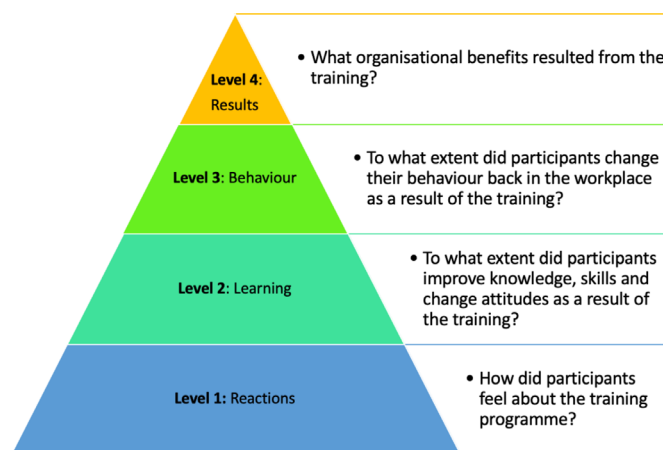 Level 4:
Results
• What organisational benefits resulted from the
training?
Level 3: Behaviour
• To what extent did participants change
their behaviour back in the workplace
as a result of the training?
Level 2: Learning
• To what extent did participants
improve knowledge, skills and
change attitudes as a result of
the training?
Level 1: Reactions
• How did participants
feel about the training
programme?